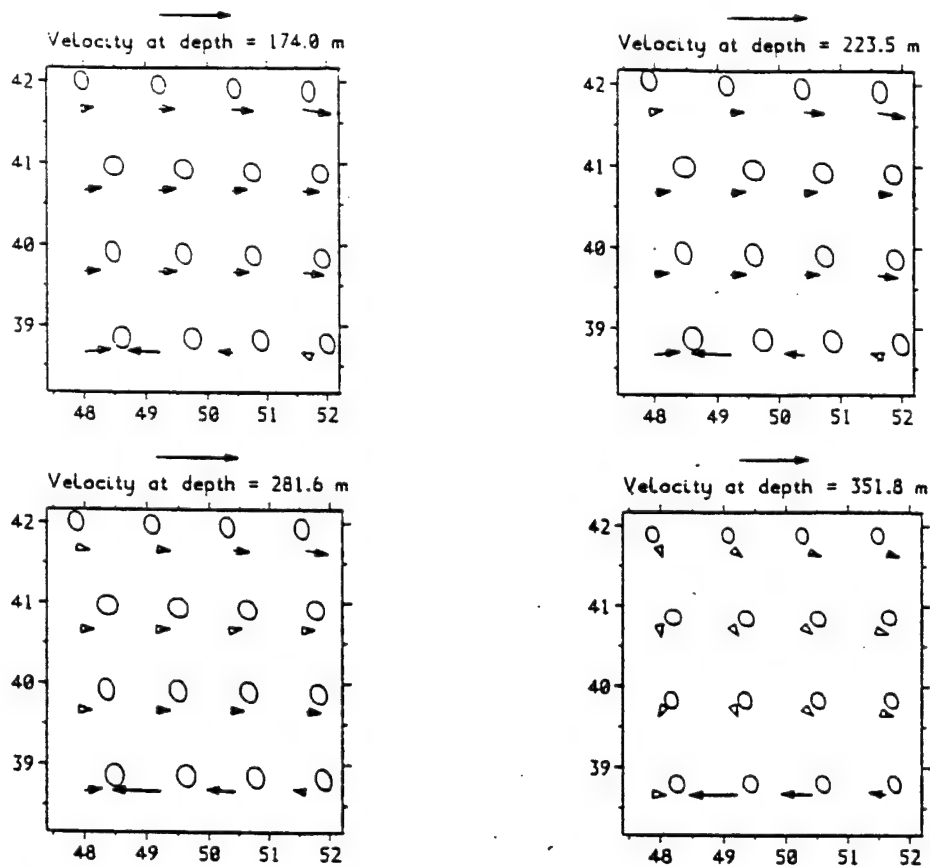 Velocity at depth = 174.0 m
42
41
40
39
48 49 50 51 52
Velocity at depth = 223.5 m
42
41
40
39
48 49 50 51 52
Velocity at depth = 281.6 m
42
41
40
39
48 49 50 51 52
Velocity at depth = 351.8 m
42
41
40
39
48 49 50 51 52